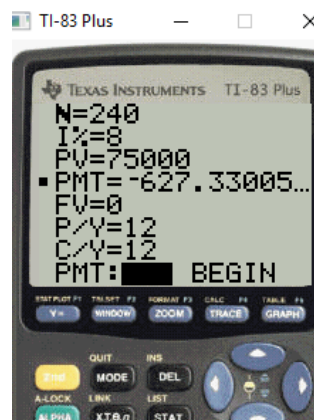 TI-83 Plus
TEXAS INSTRUMENTS TI-83 Plus
N=240
I%=8
PV=75000
PMT=-627.33005...
FV=0
P/Y=12
C/Y=12
PMT: BEGIN
STAT PLOT F1 TBLSET F2 FORMAT F3 CALC F4 TABLE F5
Y= WINDOW ZOOM TRACE GRAPH
QUIT INS
2nd MODE DEL
A-LOCK LINK LIST
ALPHA X,T,θ,n STAT